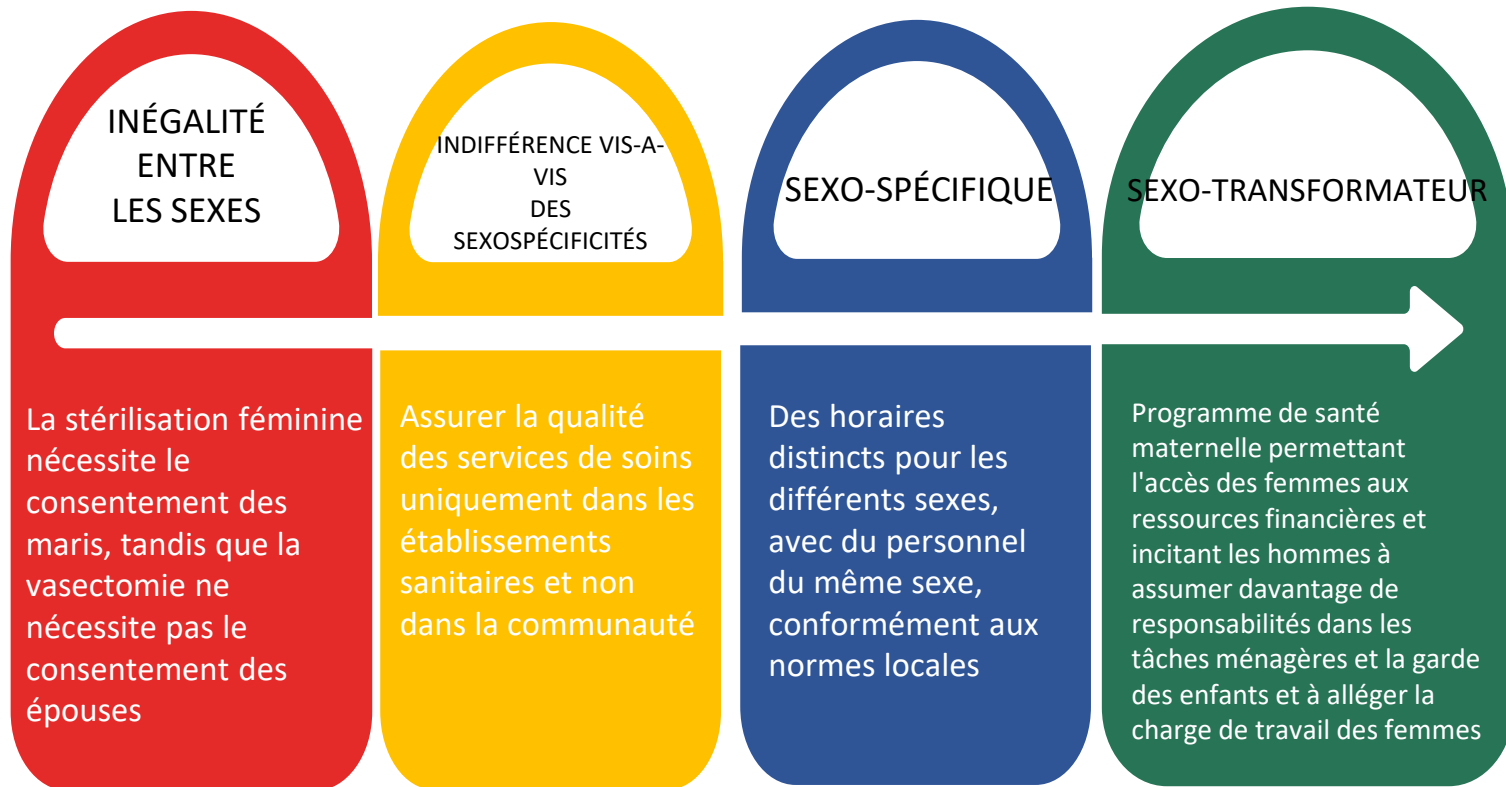 INÉGALITÉ
ENTRE
LES SEXES
INDIFFÉRENCE VIS-A-
VIS
DES
SEXOSPÉCIFICITÉS
SEXO-SPÉCIFIQUE
SEXO-TRANSFORMATEUR
La stérilisation féminine
nécessite le
consentement des
maris, tandis que la
vasectomie ne
nécessite pas le
consentement des
épouses
Assurer la qualité
des services de soins
uniquement dans les
établissements
sanitaires et non
dans la communauté
Des horaires
distincts pour les
différents sexes,
avec du personnel
du même sexe,
conformément aux
normes locales
Programme de santé
maternelle permettant
l'accès des femmes aux
ressources financières et
incitant les hommes à
assumer davantage de
responsabilités dans les
tâches ménagères et la garde
des enfants et à alléger la
charge de travail des femmes